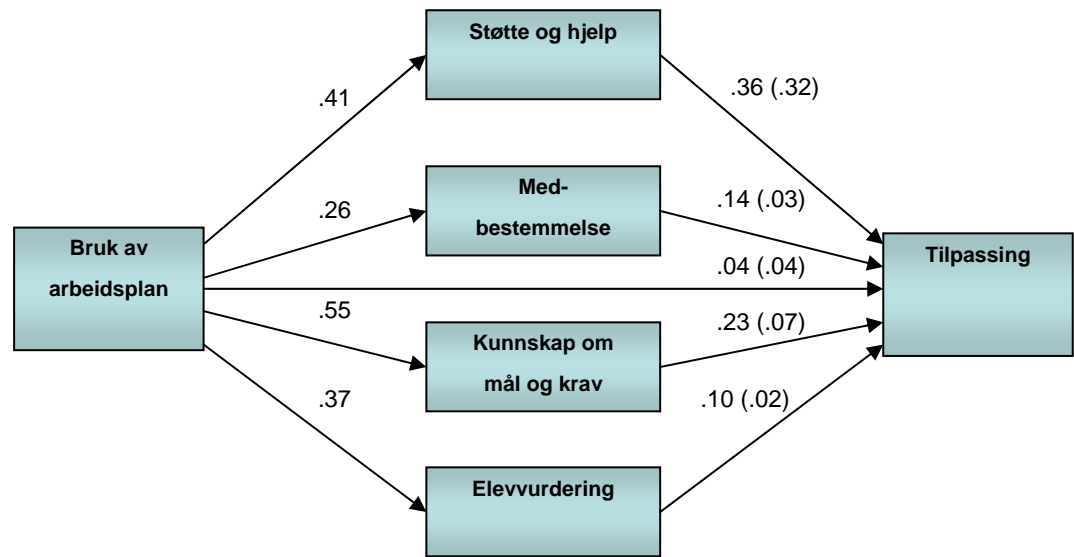 Støtte og hjelp
.36 (.32)
.41
Med-
bestemmelse
.14 (.03)
.26
Bruk av
arbeidsplan
.04 (.04)
Tilpassing
.55
Kunnskap om
mål og krav
.23 (.07)
.37
.10 (.02)
Elevvurdering